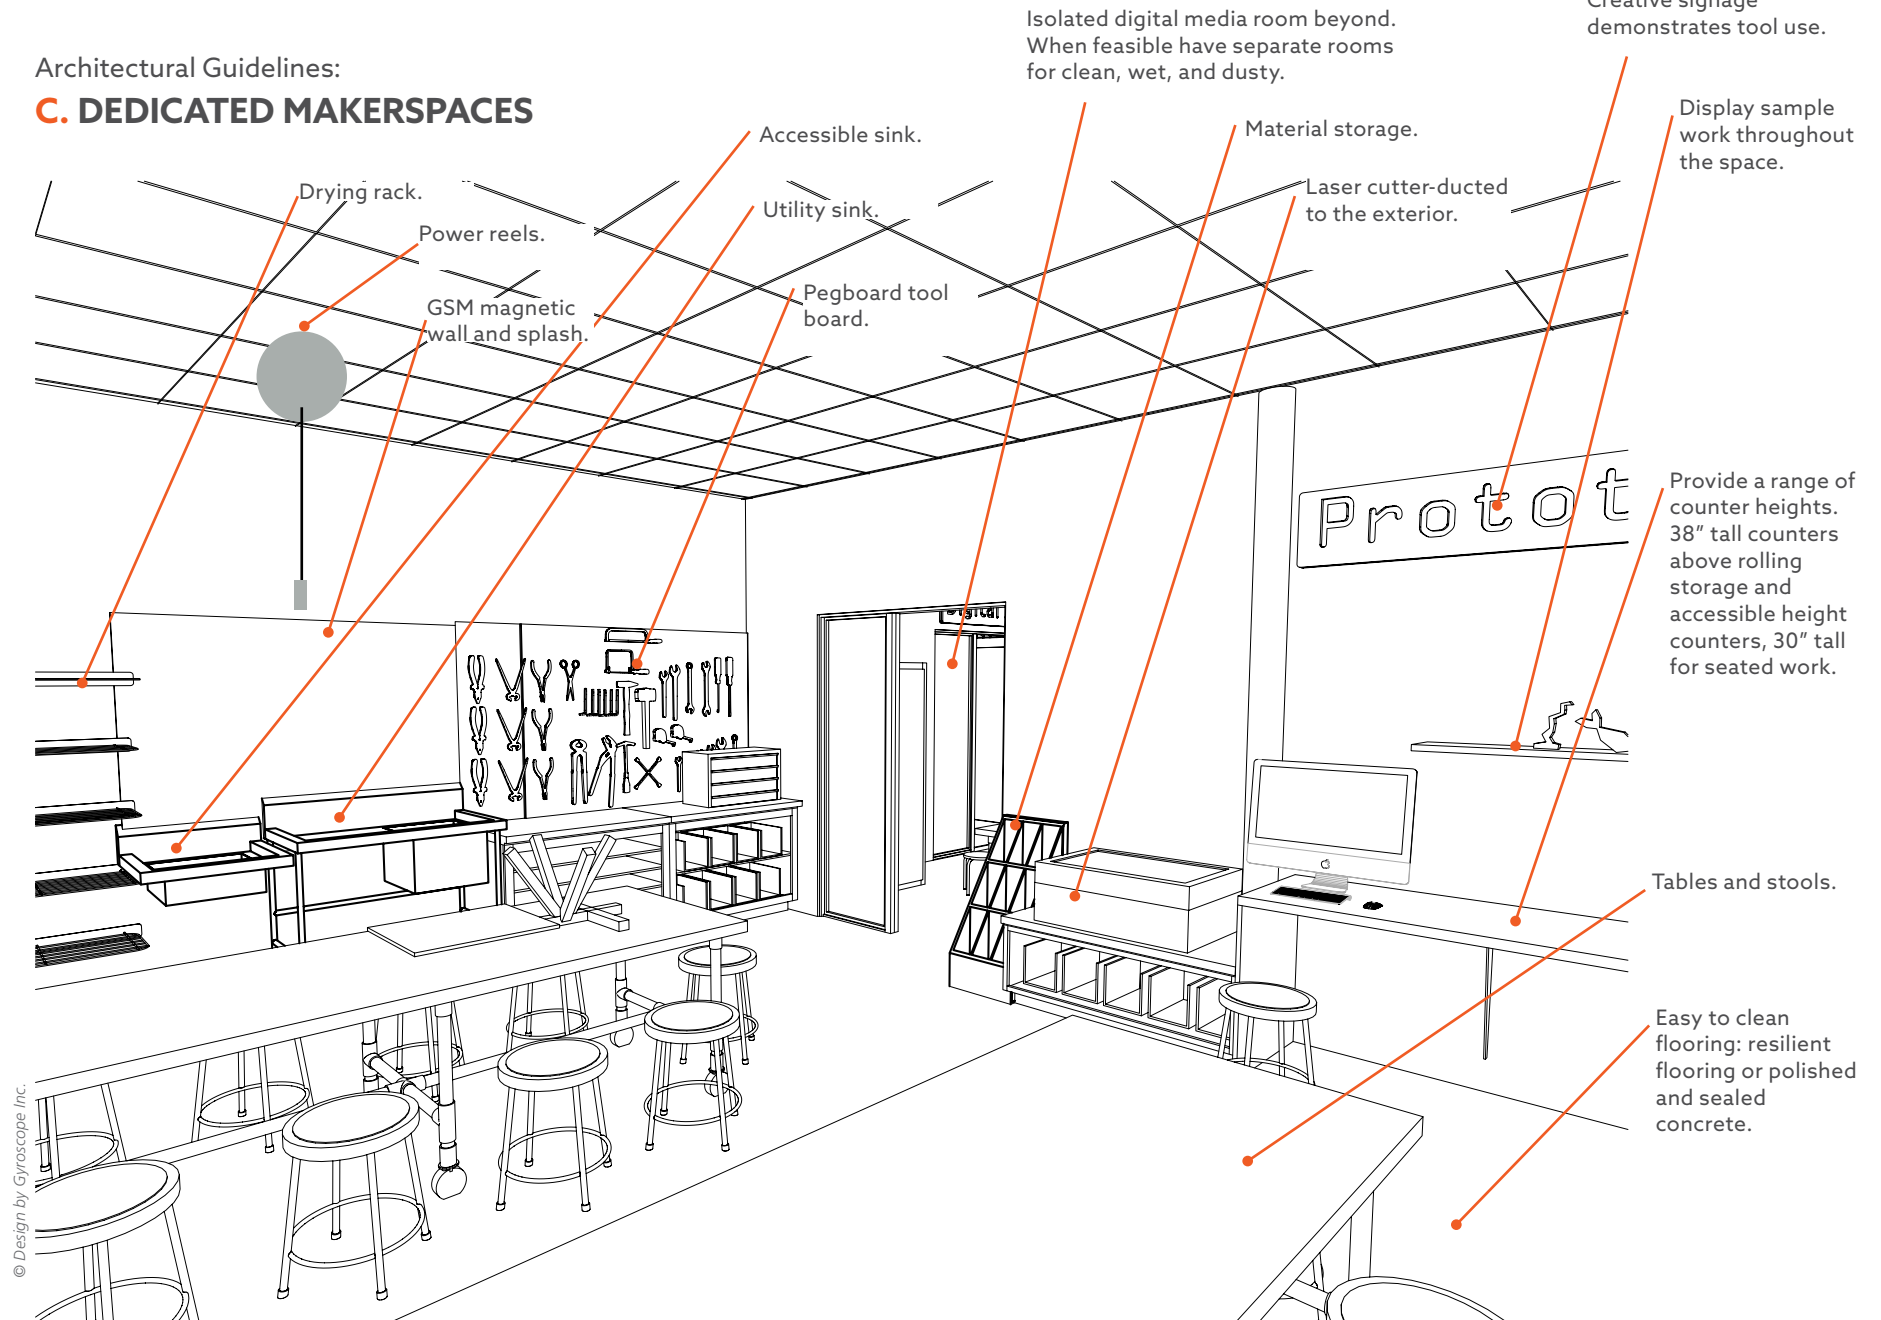 Architectural Guidelines:
C. DEDICATED MAKERSPACES
Isolated digital media room beyond.
When feasible have separate rooms
for clean, wet, and dusty.
Creative signage
demonstrates tool use.
Display sample
work throughout
the space.
Accessible sink.
Material storage.
Drying rack.
Utility sink.
Laser cutter-ducted
to the exterior.
Power reels.
GSM magnetic
wall and splash.
Pegboard tool
board.
Protot
Digital
Provide a range of
counter heights.
38” tall counters
above rolling
storage and
accessible height
counters, 30” tall
for seated work.
Tables and stools.
Easy to clean
flooring: resilient
flooring or polished
and sealed
concrete.
© Design by Gyroscope Inc.